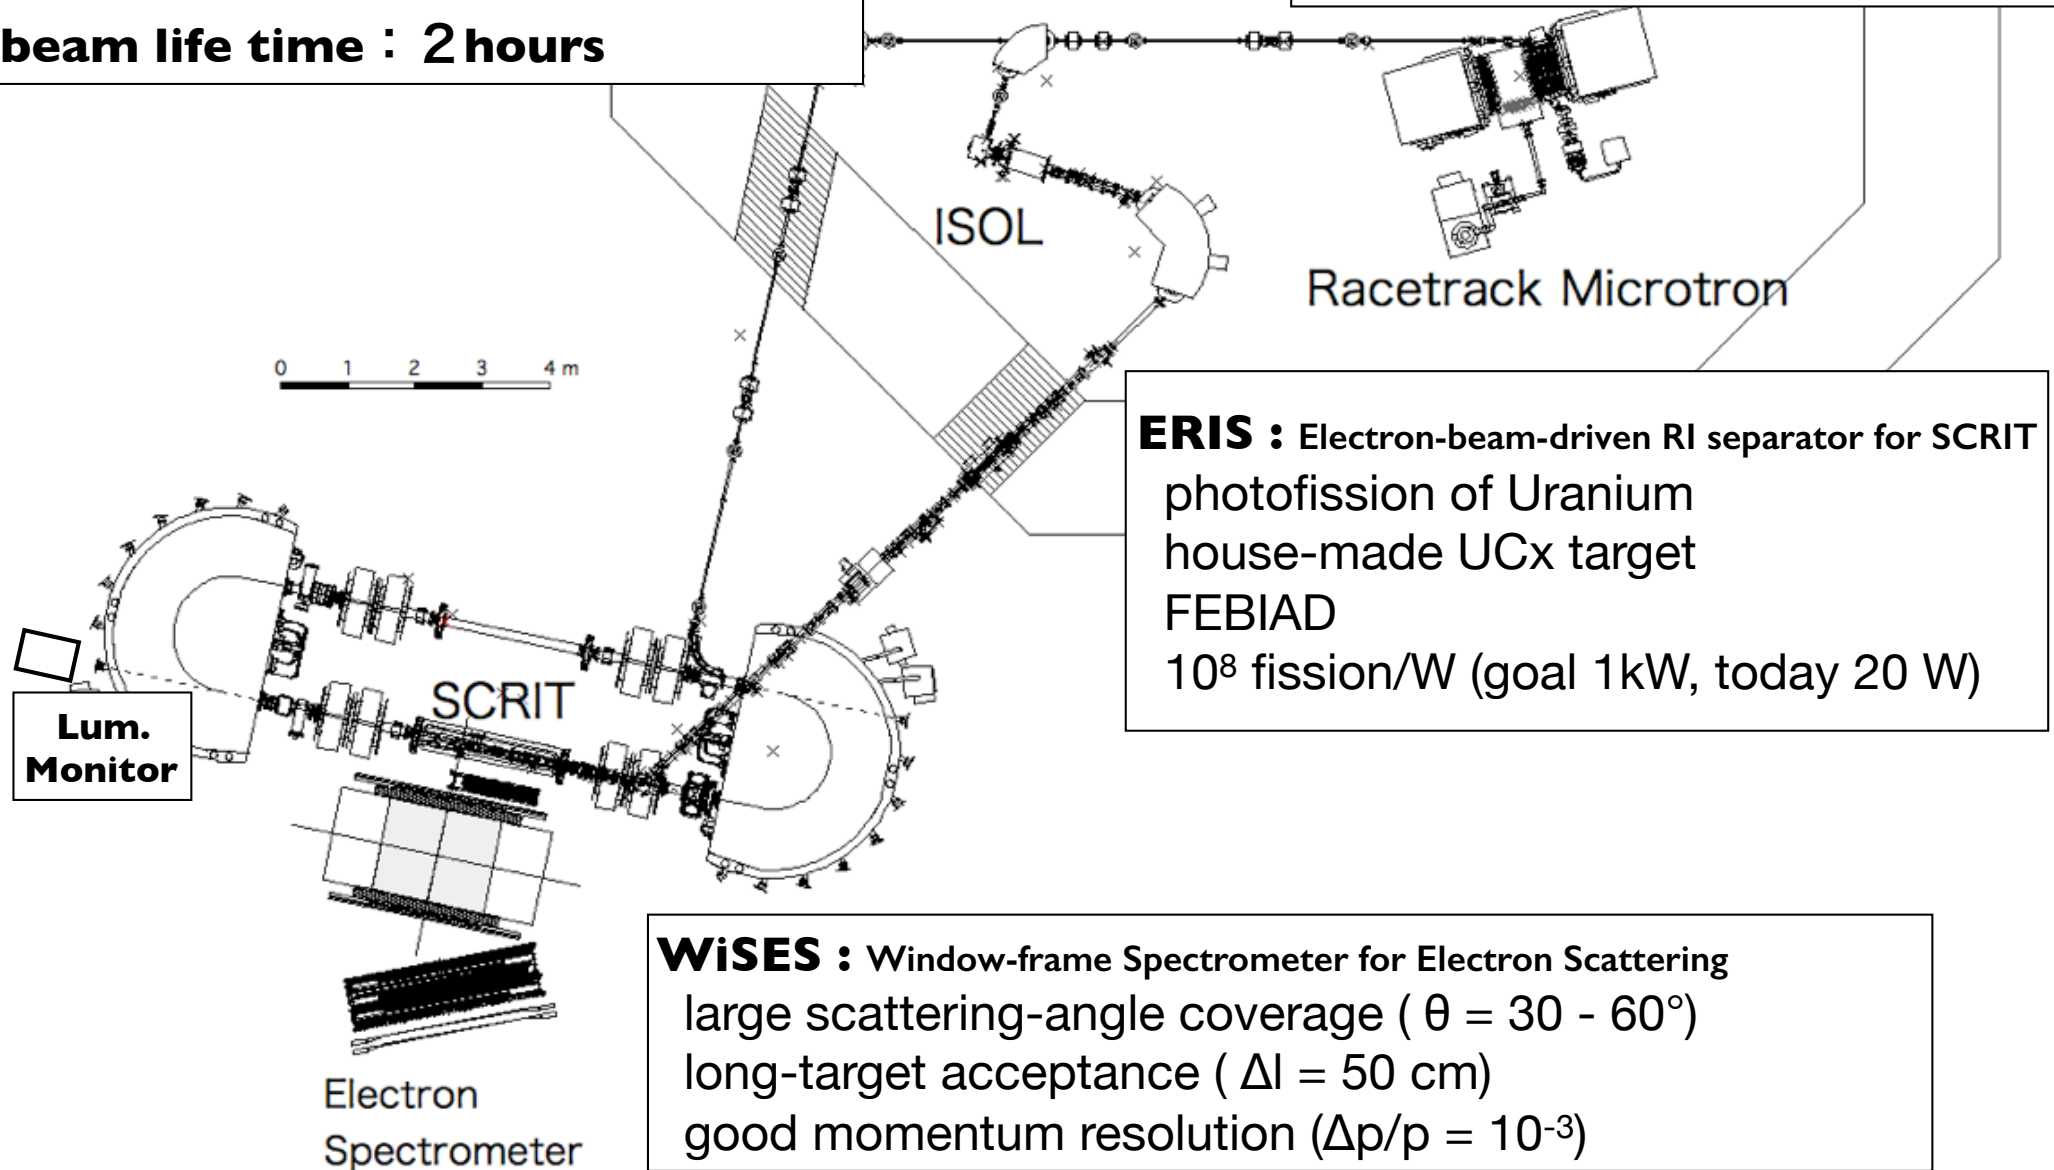 beam life time : 2 hours
ISOL
Racetrack Microtron
0 1 2 3 4 m
ERIS : Electron-beam-driven RI separator for SCRIT
photofission of Uranium
house-made UCx target
FEBIAD
10⁸ fission/W (goal 1kW, today 20 W)
SCRIT
Lum.
Monitor
WiSES : Window-frame Spectrometer for Electron Scattering
large scattering-angle coverage ( θ = 30 - 60°)
long-target acceptance ( Δl = 50 cm)
good momentum resolution (Δp/p = 10⁻³)
Electron
Spectrometer